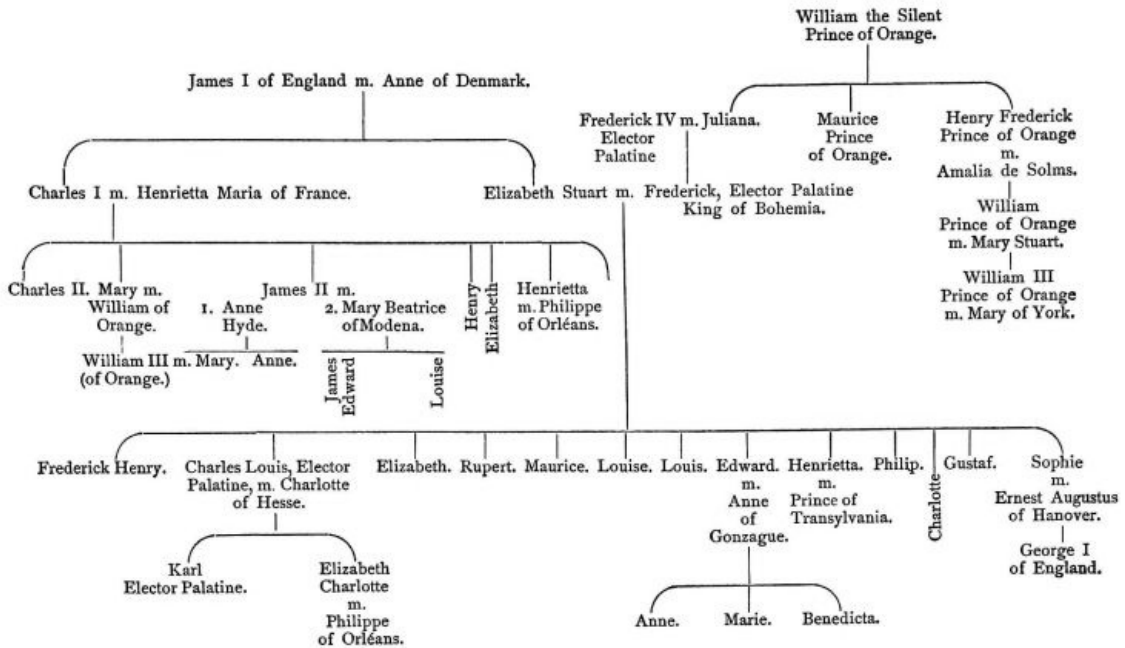 William the Silent
Prince of Orange.
James I of England m. Anne of Denmark.
Frederick IV m. Juliana.
Elector
Palatine
Maurice
Prince
of Orange.
Henry Frederick
Prince of Orange
m.
Amalia de Solms.
Charles I m. Henrietta Maria of France.
Elizabeth Stuart m. Frederick, Elector Palatine
King of Bohemia.
William
Prince of Orange
m. Mary Stuart.
William III
Prince of Orange
m. Mary of York.
Charles II.
Mary m.
William of
Orange.
James II m.
1. Anne
Hyde.
2. Mary Beatrice
of Modena.
Henry
Elizabeth
Henrietta
m. Philippe
of Orléans.
William III m. Mary. Anne.
(of Orange.)
James
Edward
Louise
Frederick Henry.
Charles Louis, Elector
Palatine, m. Charlotte
of Hesse.
Elizabeth.
Rupert.
Maurice.
Louise.
Louis.
Edward.
m.
Anne
of
Gonzague.
Henrietta.
m.
Prince of
Transylvania.
Philip.
Charlotte
Gustaf.
Sophie
m.
Ernest Augustus
of Hanover.
George I
of England.
Karl
Elector Palatine.
Elizabeth
Charlotte
m.
Philippe
of Orléans.
Anne.
Marie.
Benedicta.